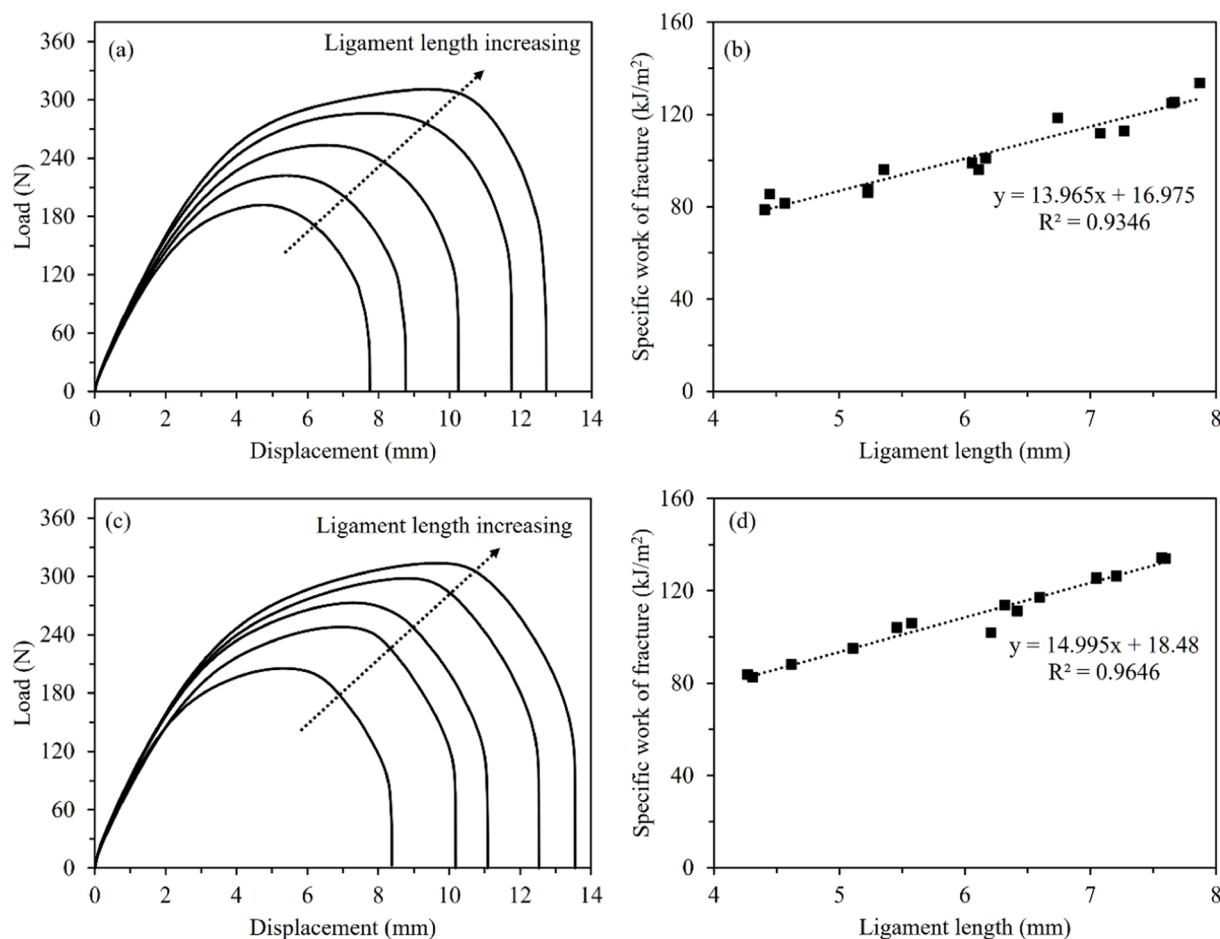 (a)
Ligament length increasing
Load (N)
360
300
240
180
120
60
0
0 2 4 6 8 10 12 14
Displacement (mm)
(b)
Specific work of fracture (kJ/m²)
160
120
80
40
0
y = 13.965x + 16.975
R² = 0.9346
4 5 6 7 8
Ligament length (mm)
(c)
Ligament length increasing
Load (N)
360
300
240
180
120
60
0
0 2 4 6 8 10 12 14
Displacement (mm)
(d)
Specific work of fracture (kJ/m²)
160
120
80
40
0
y = 14.995x + 18.48
R² = 0.9646
4 5 6 7 8
Ligament length (mm)